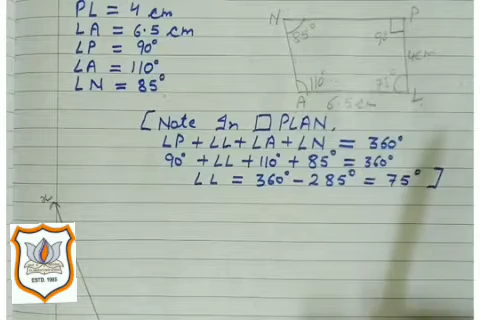 PL = 4 cm
LA = 6.5 cm
∠P = 90°
∠A = 110°
∠N = 85°
N
P
85°
90
4cm
110°
75°
A
6.5cm
L
[Note In □ PLAN,
∠P + ∠L + ∠A + ∠N = 360°
90° + ∠L + 110° + 85° = 360°
∠L = 360° - 285° = 75° ]
ESTD. 1985